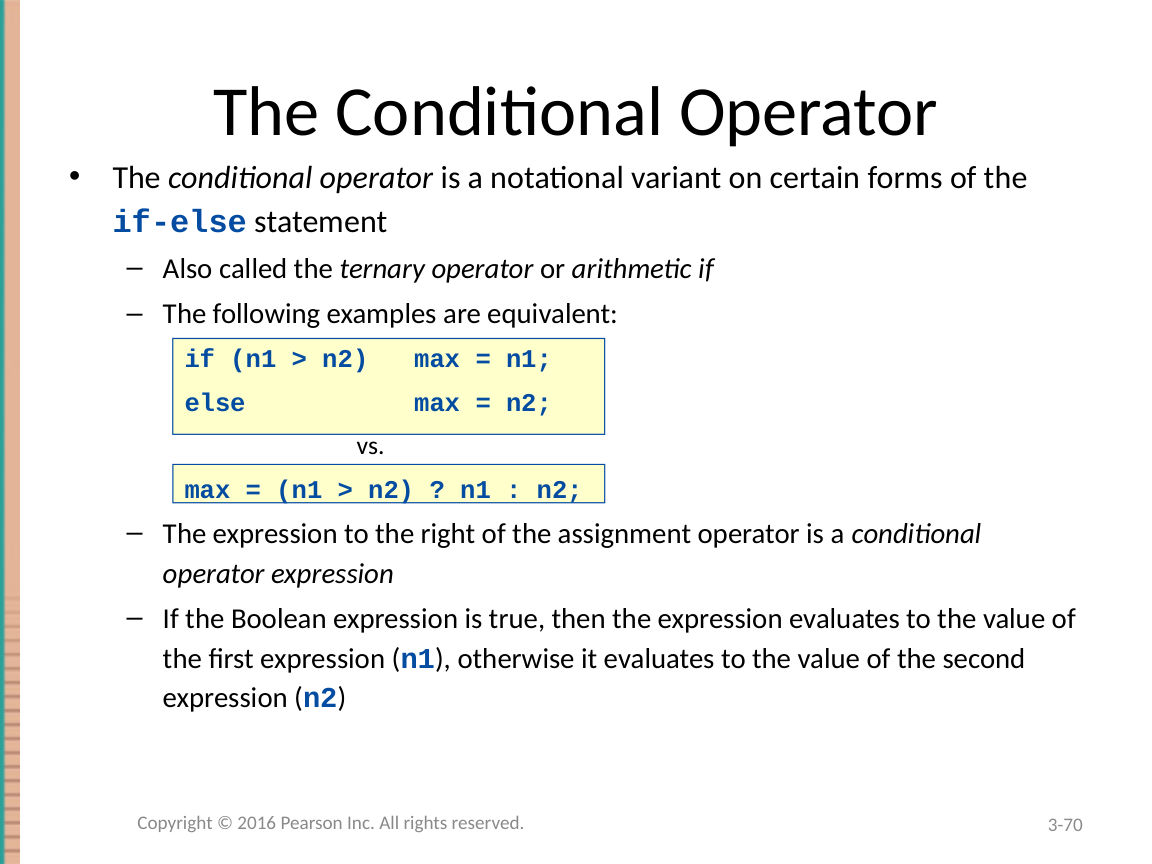 The Conditional Operator
• The conditional operator is a notational variant on certain forms of the
if-else statement
– Also called the ternary operator or arithmetic if
– The following examples are equivalent:
if (n1 > n2)   max = n1;
else           max = n2;
vs.
max = (n1 > n2) ? n1 : n2;
– The expression to the right of the assignment operator is a conditional
operator expression
– If the Boolean expression is true, then the expression evaluates to the value of
the first expression (n1), otherwise it evaluates to the value of the second
expression (n2)
Copyright © 2016 Pearson Inc. All rights reserved.
3-70